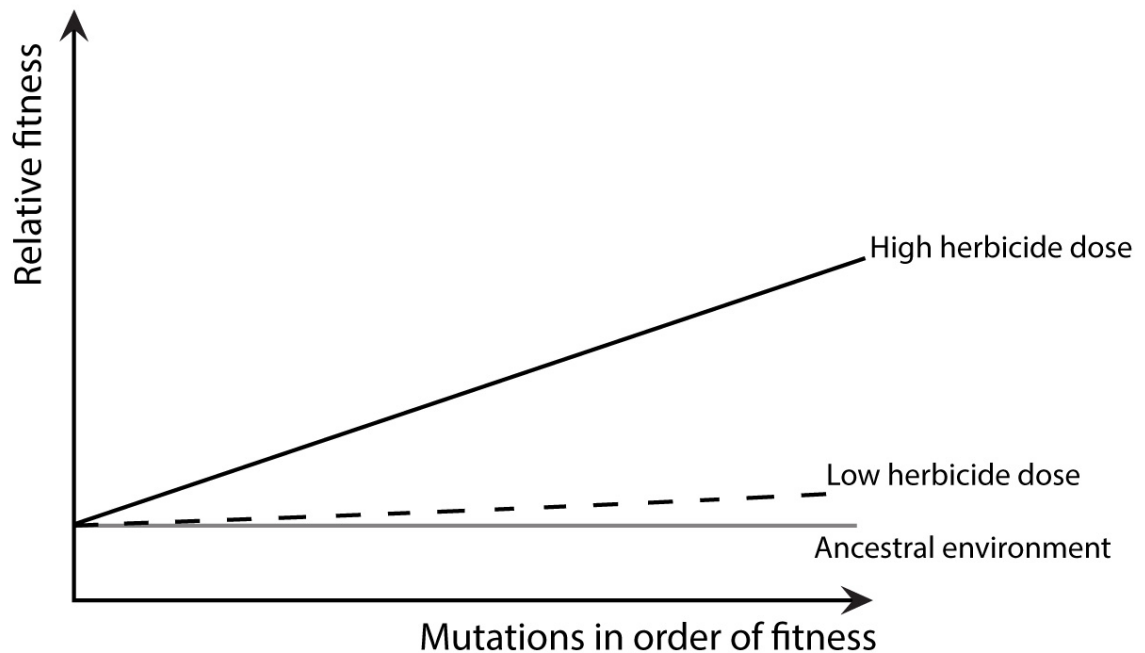 Relative fitness
High herbicide dose
Low herbicide dose
Ancestral environment
Mutations in order of fitness